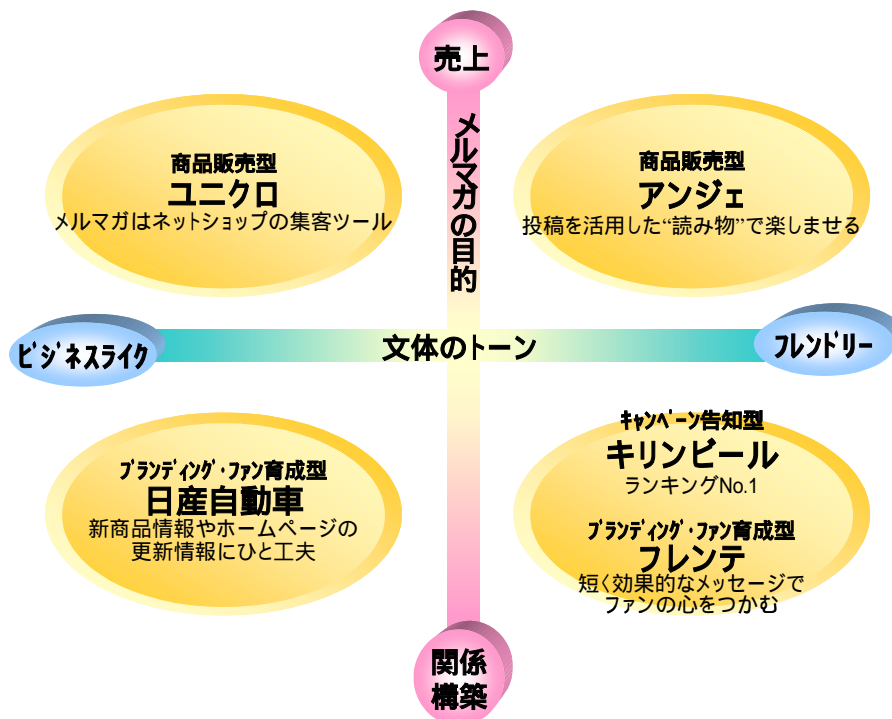 売上
メルマガの目的
商品販売型
ユニクロ
メルマガはネットショップの集客ツール
商品販売型
アンジェ
投稿を活用した“読み物”で楽しませる
ﾋﾞｼﾞﾈｽﾗｲｸ
文体のトーン
ﾌﾚﾝﾄﾞﾘｰ
ﾌﾞﾗﾝﾃﾞｨﾝｸﾞ・ﾌｧﾝ育成型
日産自動車
新商品情報やホームページの
更新情報にひと工夫
ｷｬﾝﾍﾟｰﾝ告知型
キリンビール
ランキングNo.1
ﾌﾞﾗﾝﾃﾞｨﾝｸﾞ・ﾌｧﾝ育成型
フレンテ
短く効果的なメッセージで
ファンの心をつかむ
関係
構築